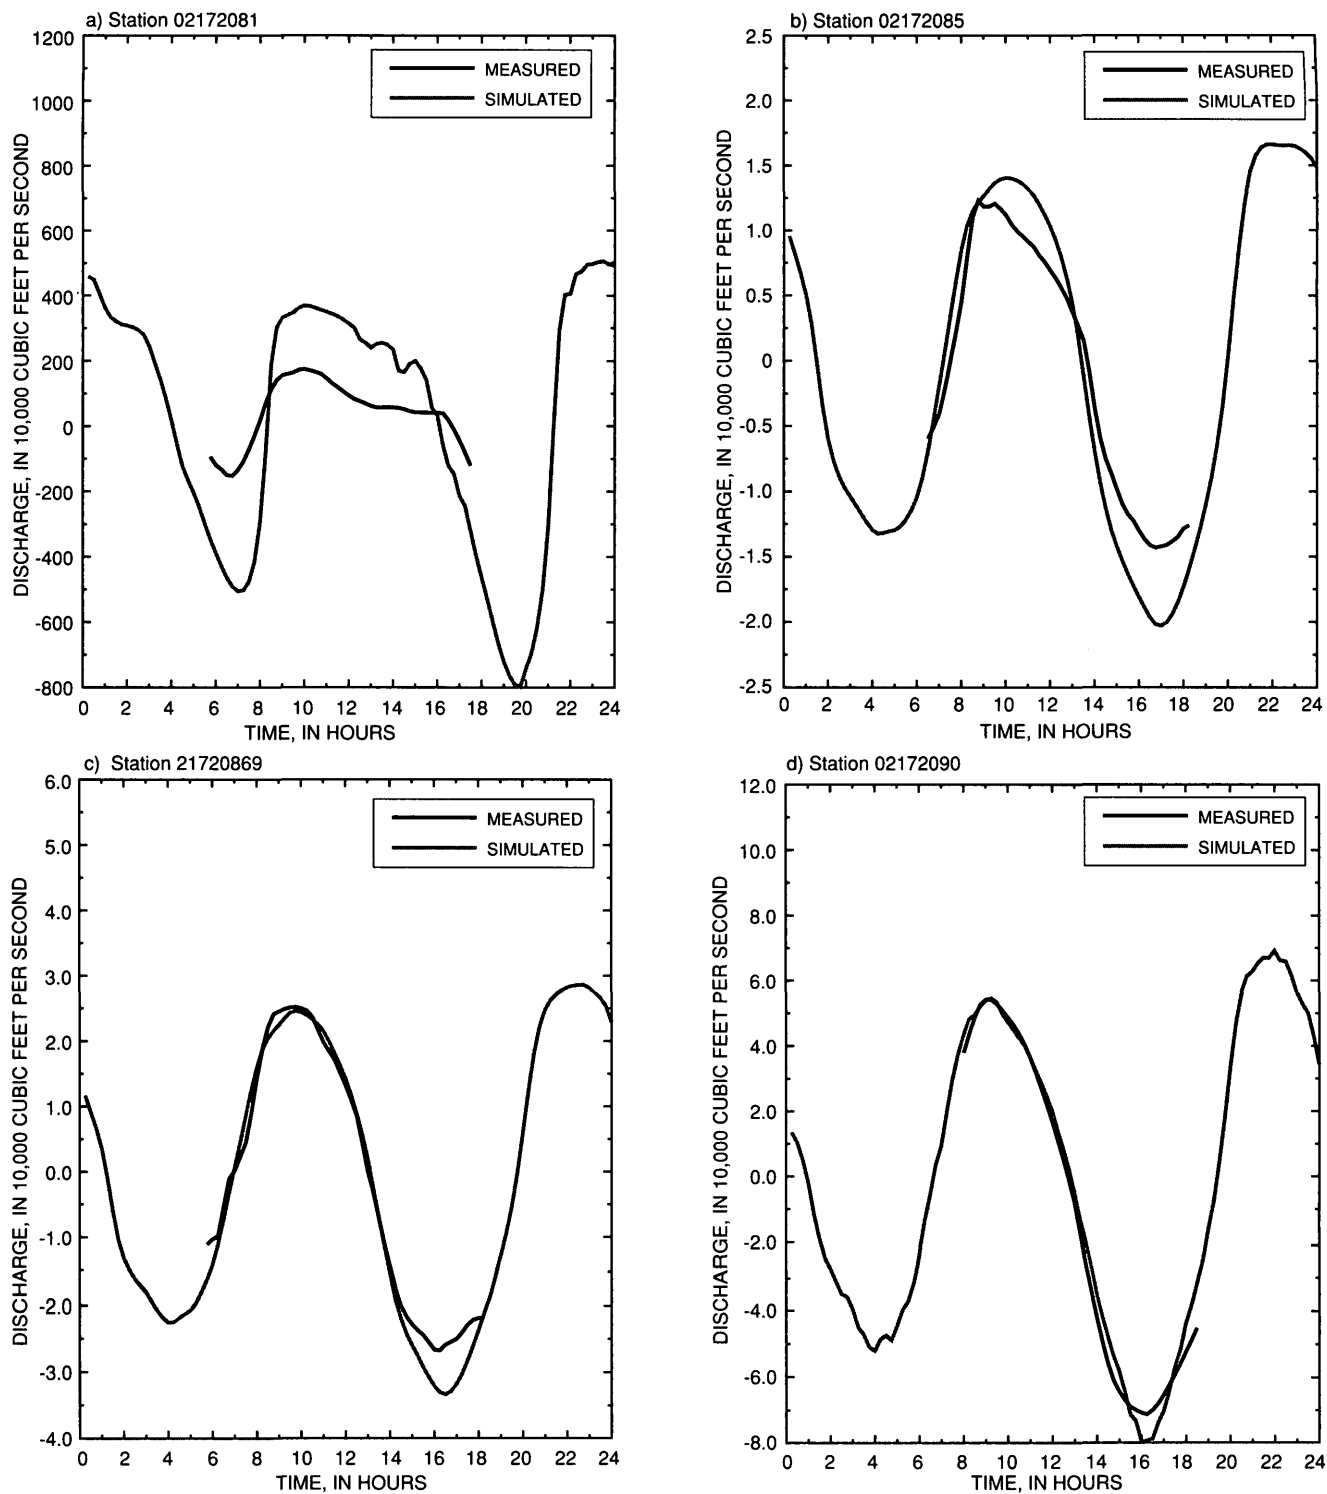 a) Station 02172081
1200
1000
800
600
400
200
0
-200
-400
-600
-800
DISCHARGE, IN 10,000 CUBIC FEET PER SECOND
MEASURED
SIMULATED
0 2 4 6 8 10 12 14 16 18 20 22 24
TIME, IN HOURS
b) Station 02172085
2.5
2.0
1.5
1.0
0.5
0
-0.5
-1.0
-1.5
-2.0
-2.5
DISCHARGE, IN 10,000 CUBIC FEET PER SECOND
MEASURED
SIMULATED
0 2 4 6 8 10 12 14 16 18 20 22 24
TIME, IN HOURS
c) Station 21720869
6.0
5.0
4.0
3.0
2.0
1.0
0.0
-1.0
-2.0
-3.0
-4.0
DISCHARGE, IN 10,000 CUBIC FEET PER SECOND
MEASURED
SIMULATED
0 2 4 6 8 10 12 14 16 18 20 22 24
TIME, IN HOURS
d) Station 02172090
12.0
10.0
8.0
6.0
4.0
2.0
0.0
-2.0
-4.0
-6.0
-8.0
DISCHARGE, IN 10,000 CUBIC FEET PER SECOND
MEASURED
SIMULATED
0 2 4 6 8 10 12 14 16 18 20 22 24
TIME, IN HOURS